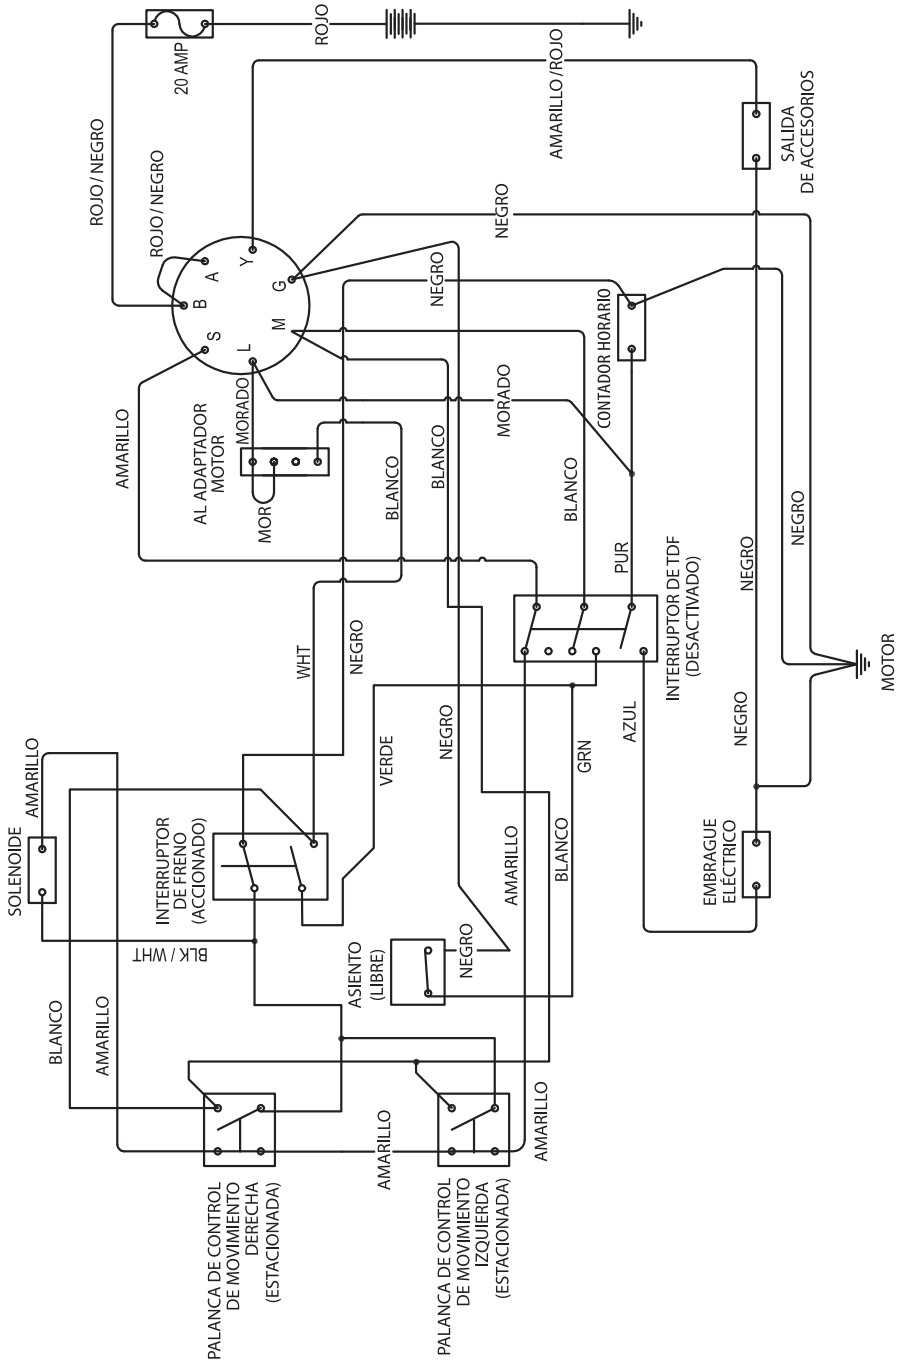 SOLENOIDE
AMARILLO
BLK / WHT
BLANCO
AMARILLO
PALANCA DE CONTROL
DE MOVIMIENTO
DERECHA
(ESTACIONADA)
AMARILLO
PALANCA DE CONTROL
DE MOVIMIENTO
IZQUIERDA
(ESTACIONADA)
AMARILLO
INTERRUPTOR
DE FRENO
(ACCIONADO)
ASIENTO
(LIBRE)
NEGRO
AMARILLO
BLANCO
VERDE
NEGRO
GRN
AZUL
EMBRAGUE
ELÉCTRICO
NEGRO
MOTOR
WHT
NEGRO
AMARILLO
AL ADAPTADOR
MOTOR
MORADO
MOR
BLANCO
BLANCO
MORADO
BLANCO
PUR
INTERRUPTOR DE TDF
(DESACTIVADO)
NEGRO
NEGRO
CONTADOR HORARIO
ROJO / NEGRO
ROJO / NEGRO
S
B
A
L
M
G
Y
NEGRO
NEGRO
20 AMP
ROJO
AMARILLO /ROJO
SALIDA
DE ACCESORIOS